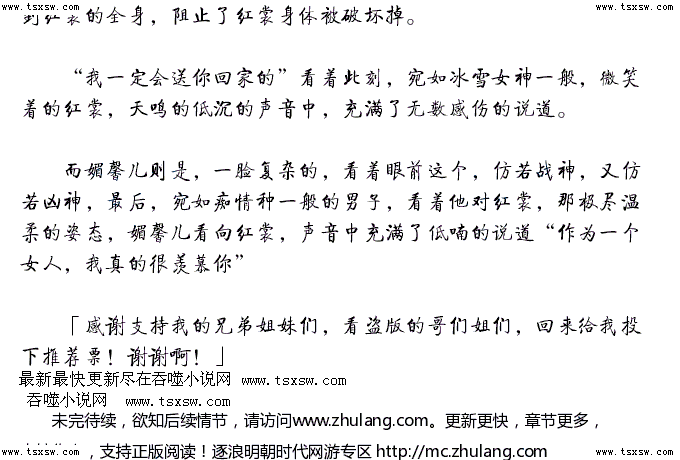 www.tsxsw.com www.tsxsw.com
的全身，阻止了红裳身体被破坏掉。
“我一定会送你回家的”看着此刻，宛如冰雪女神一般，微笑
着的红裳，天鸣的低沉的声音中，充满了无数感伤的说道。
而媚馨儿则是，一脸复杂的，看着眼前这个，仿若战神，又仿
若凶神，最后，宛如痴情种一般的男子，看着他对红裳，那极尽温
柔的姿态，媚馨儿看向红裳，声音中充满了低喃的说道“作为一个
女人，我真的很羡慕你”
「感谢支持我的兄弟姐妹们，看盗版的哥们姐们，回来给我投
下推荐票！谢谢啊！」
最新最快更新尽在吞噬小说网 www.tsxsw.com
吞噬小说网 www.tsxsw.com
未完待续，欲知后续情节，请访问www.zhulang.com。更新更快，章节更多，
，支持正版阅读！逐浪明朝时代网游专区 http://mc.zhulang.com
www.tsxsw.com www.tsxsw.com